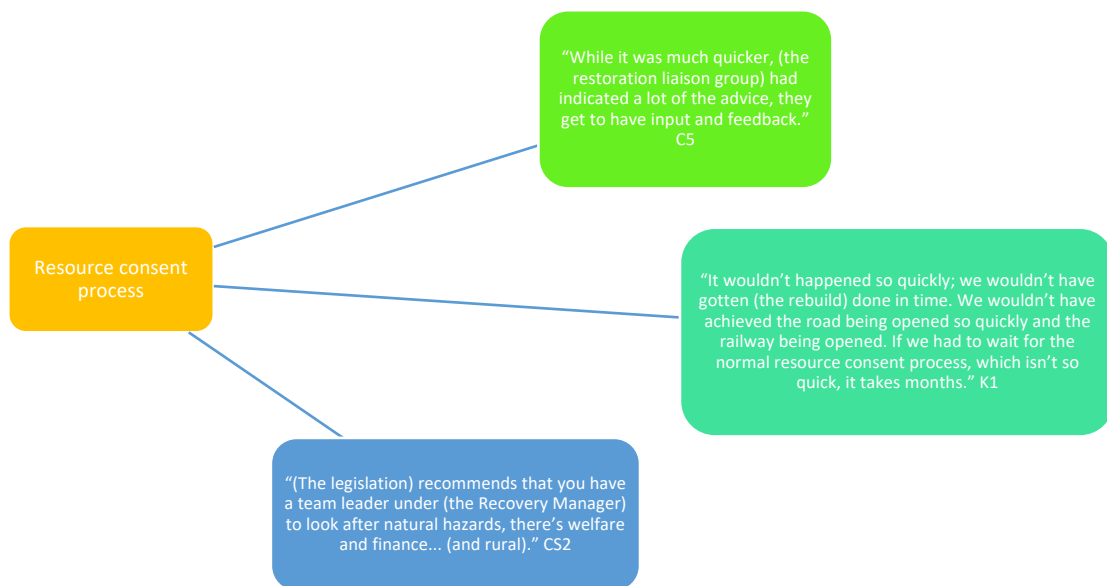 “While it was much quicker, (the
restoration liaison group) had
indicated a lot of the advice, they
get to have input and feedback.”
C5
Resource consent
process
“It wouldn’t happened so quickly; we wouldn’t have
gotten (the rebuild) done in time. We wouldn’t have
achieved the road being opened so quickly and the
railway being opened. If we had to wait for the
normal resource consent process, which isn’t so
quick, it takes months.” K1
“(The legislation) recommends that you have
a team leader under (the Recovery Manager)
to look after natural hazards, there’s welfare
and finance... (and rural).” CS2